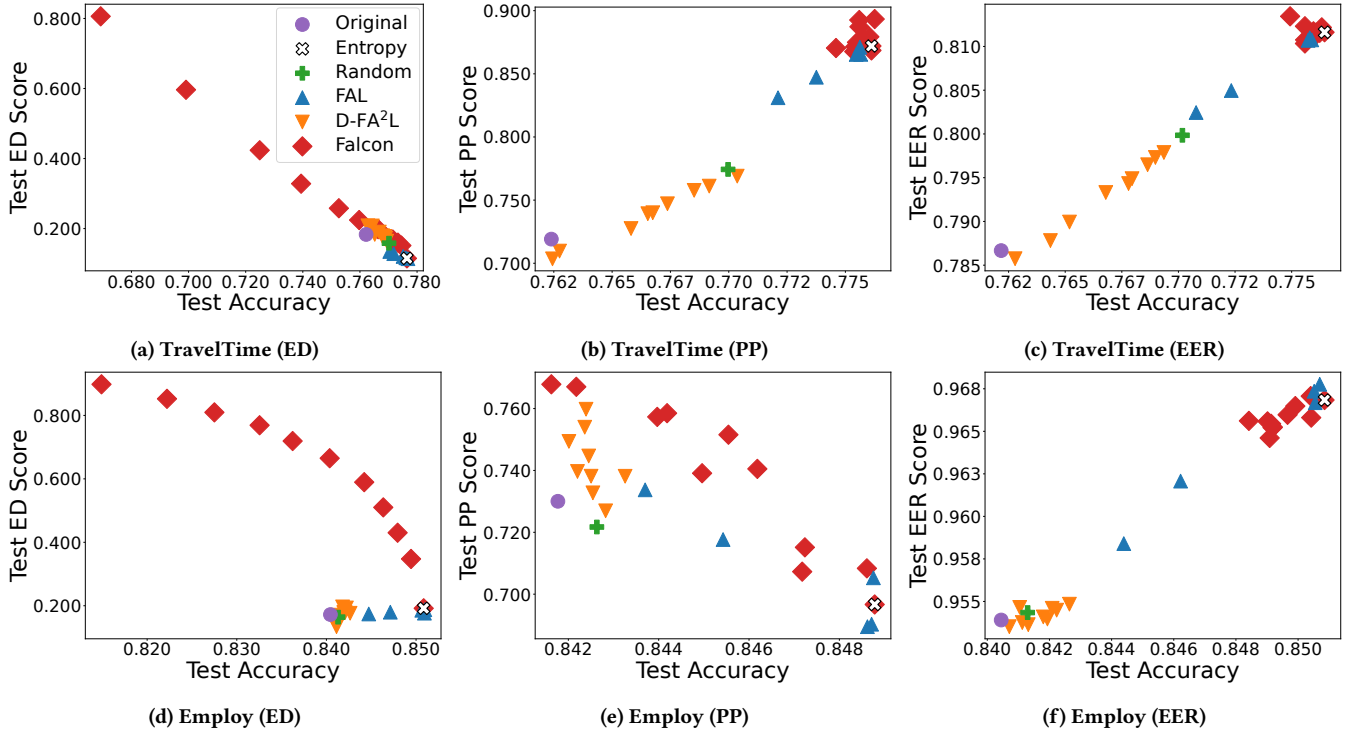 Test ED Score
0.800
0.600
0.400
0.200
0.680 0.700 0.720 0.740 0.760 0.780
Test Accuracy
Original
Entropy
Random
FAL
D-FA²L
Falcon
(a) TravelTime (ED)
Test PP Score
0.900
0.850
0.800
0.750
0.700
0.762 0.765 0.767 0.770 0.772 0.775
Test Accuracy
(b) TravelTime (PP)
Test EER Score
0.810
0.805
0.800
0.795
0.790
0.785
0.762 0.765 0.767 0.770 0.772 0.775
Test Accuracy
(c) TravelTime (EER)
Test ED Score
0.800
0.600
0.400
0.200
0.820 0.830 0.840 0.850
Test Accuracy
(d) Employ (ED)
Test PP Score
0.760
0.740
0.720
0.700
0.842 0.844 0.846 0.848
Test Accuracy
(e) Employ (PP)
Test EER Score
0.968
0.965
0.963
0.960
0.958
0.955
0.840 0.842 0.844 0.846 0.848 0.850
Test Accuracy
(f) Employ (EER)